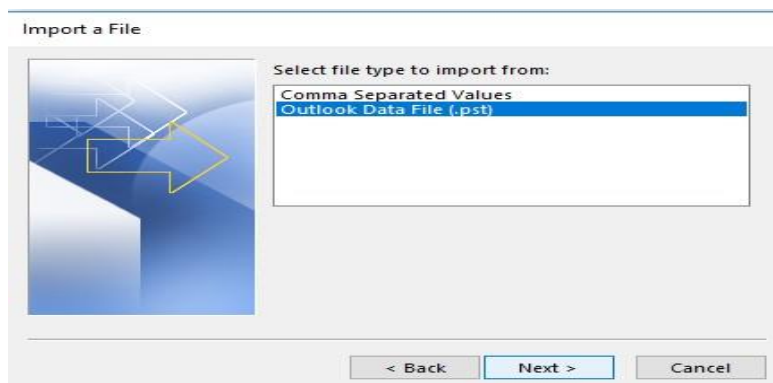 Import a File
Select file type to import from:
Comma Separated Values
Outlook Data File (.pst)
< Back
Next >
Cancel